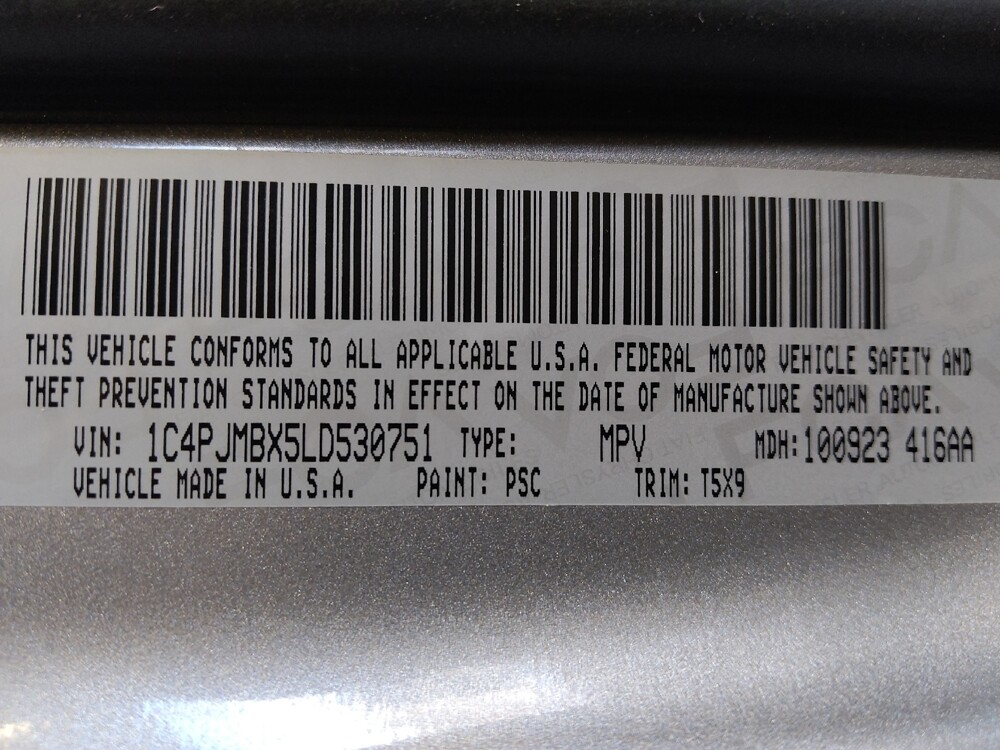 THIS VEHICLE CONFORMS TO ALL APPLICABLE U.S.A. FEDERAL MOTOR VEHICLE SAFETY AND
THEFT PREVENTION STANDARDS IN EFFECT ON THE DATE OF MANUFACTURE SHOWN ABOVE.
VIN: 1C4PJMBX5LD530751 TYPE: MPV MDH:100923 416AA
VEHICLE MADE IN U.S.A. PAINT: PSC TRIM: T5X9